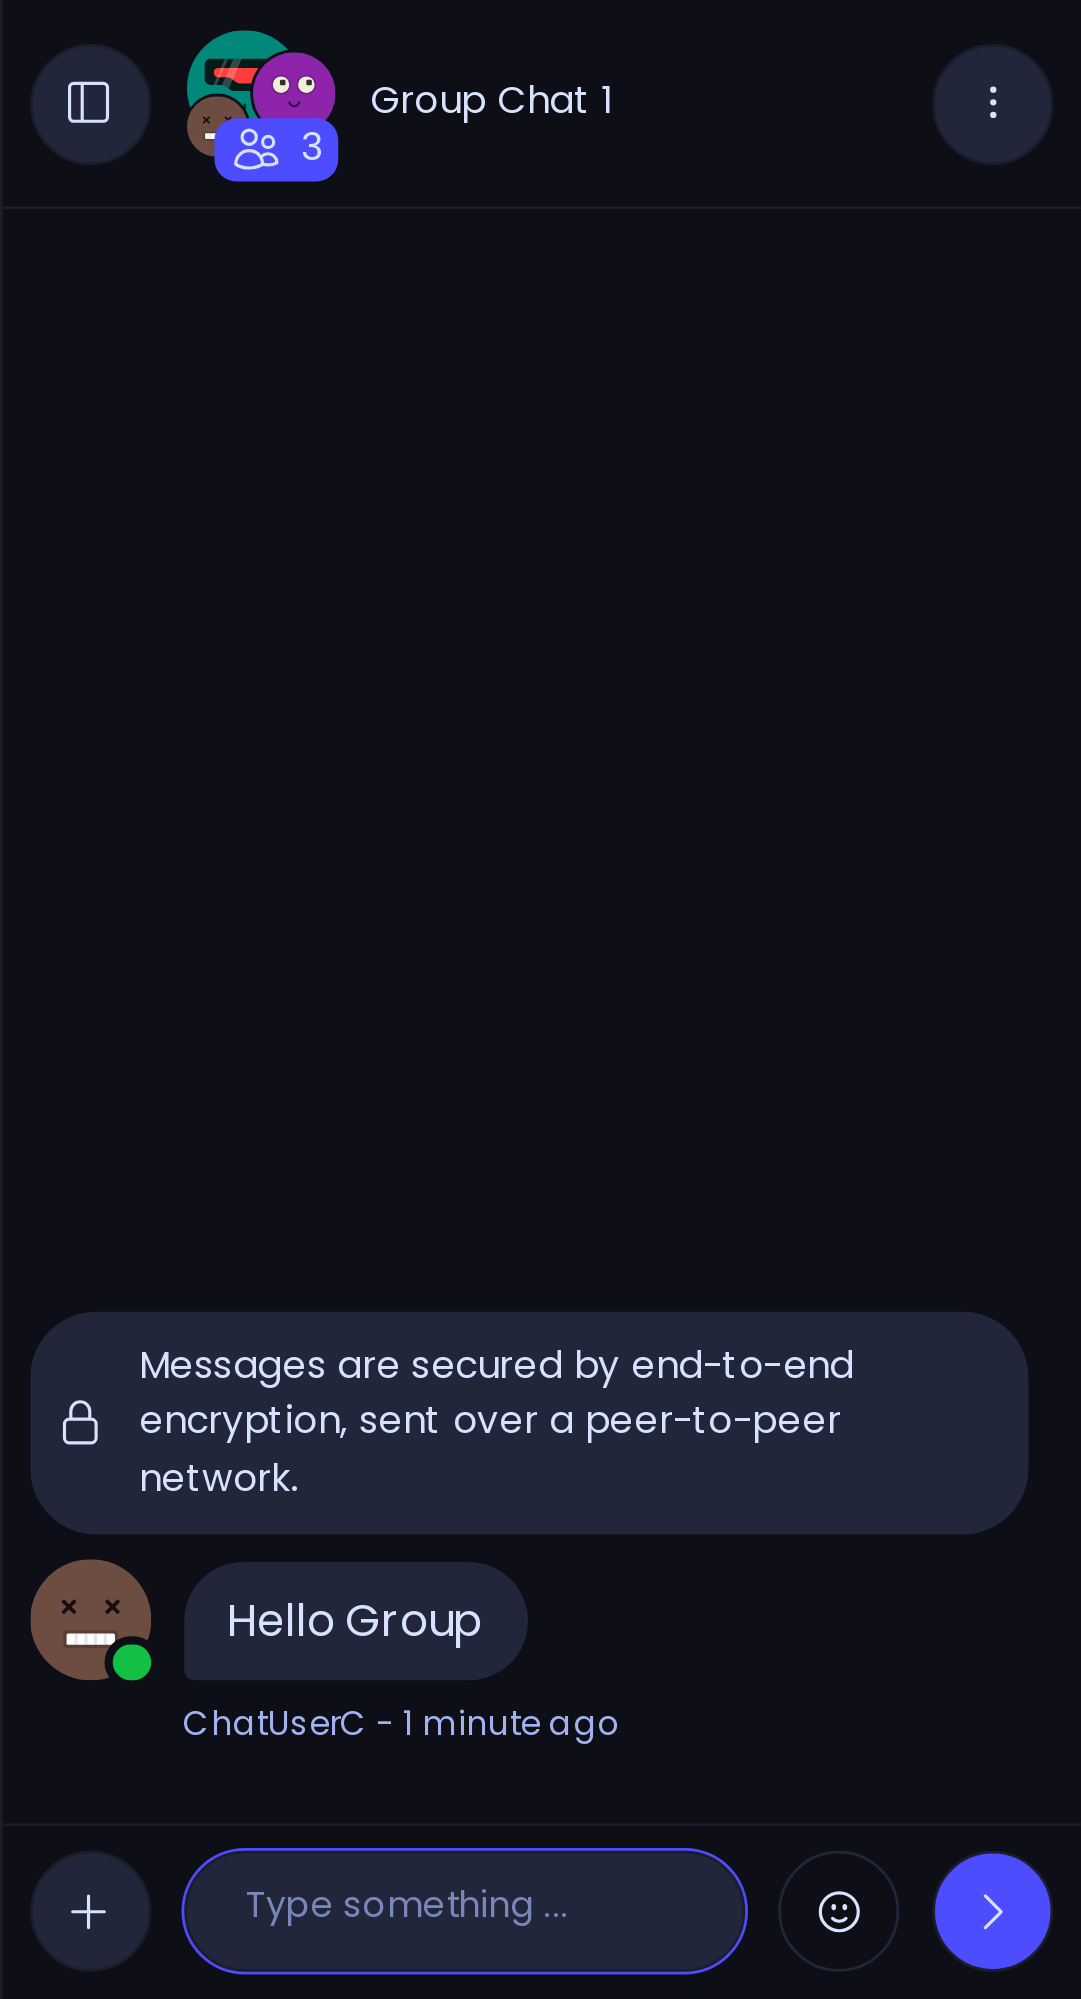 Group Chat 1
3
Messages are secured by end-to-end
encryption, sent over a peer-to-peer
network.
Hello Group
ChatUserC - 1 minute ago
Type something ...